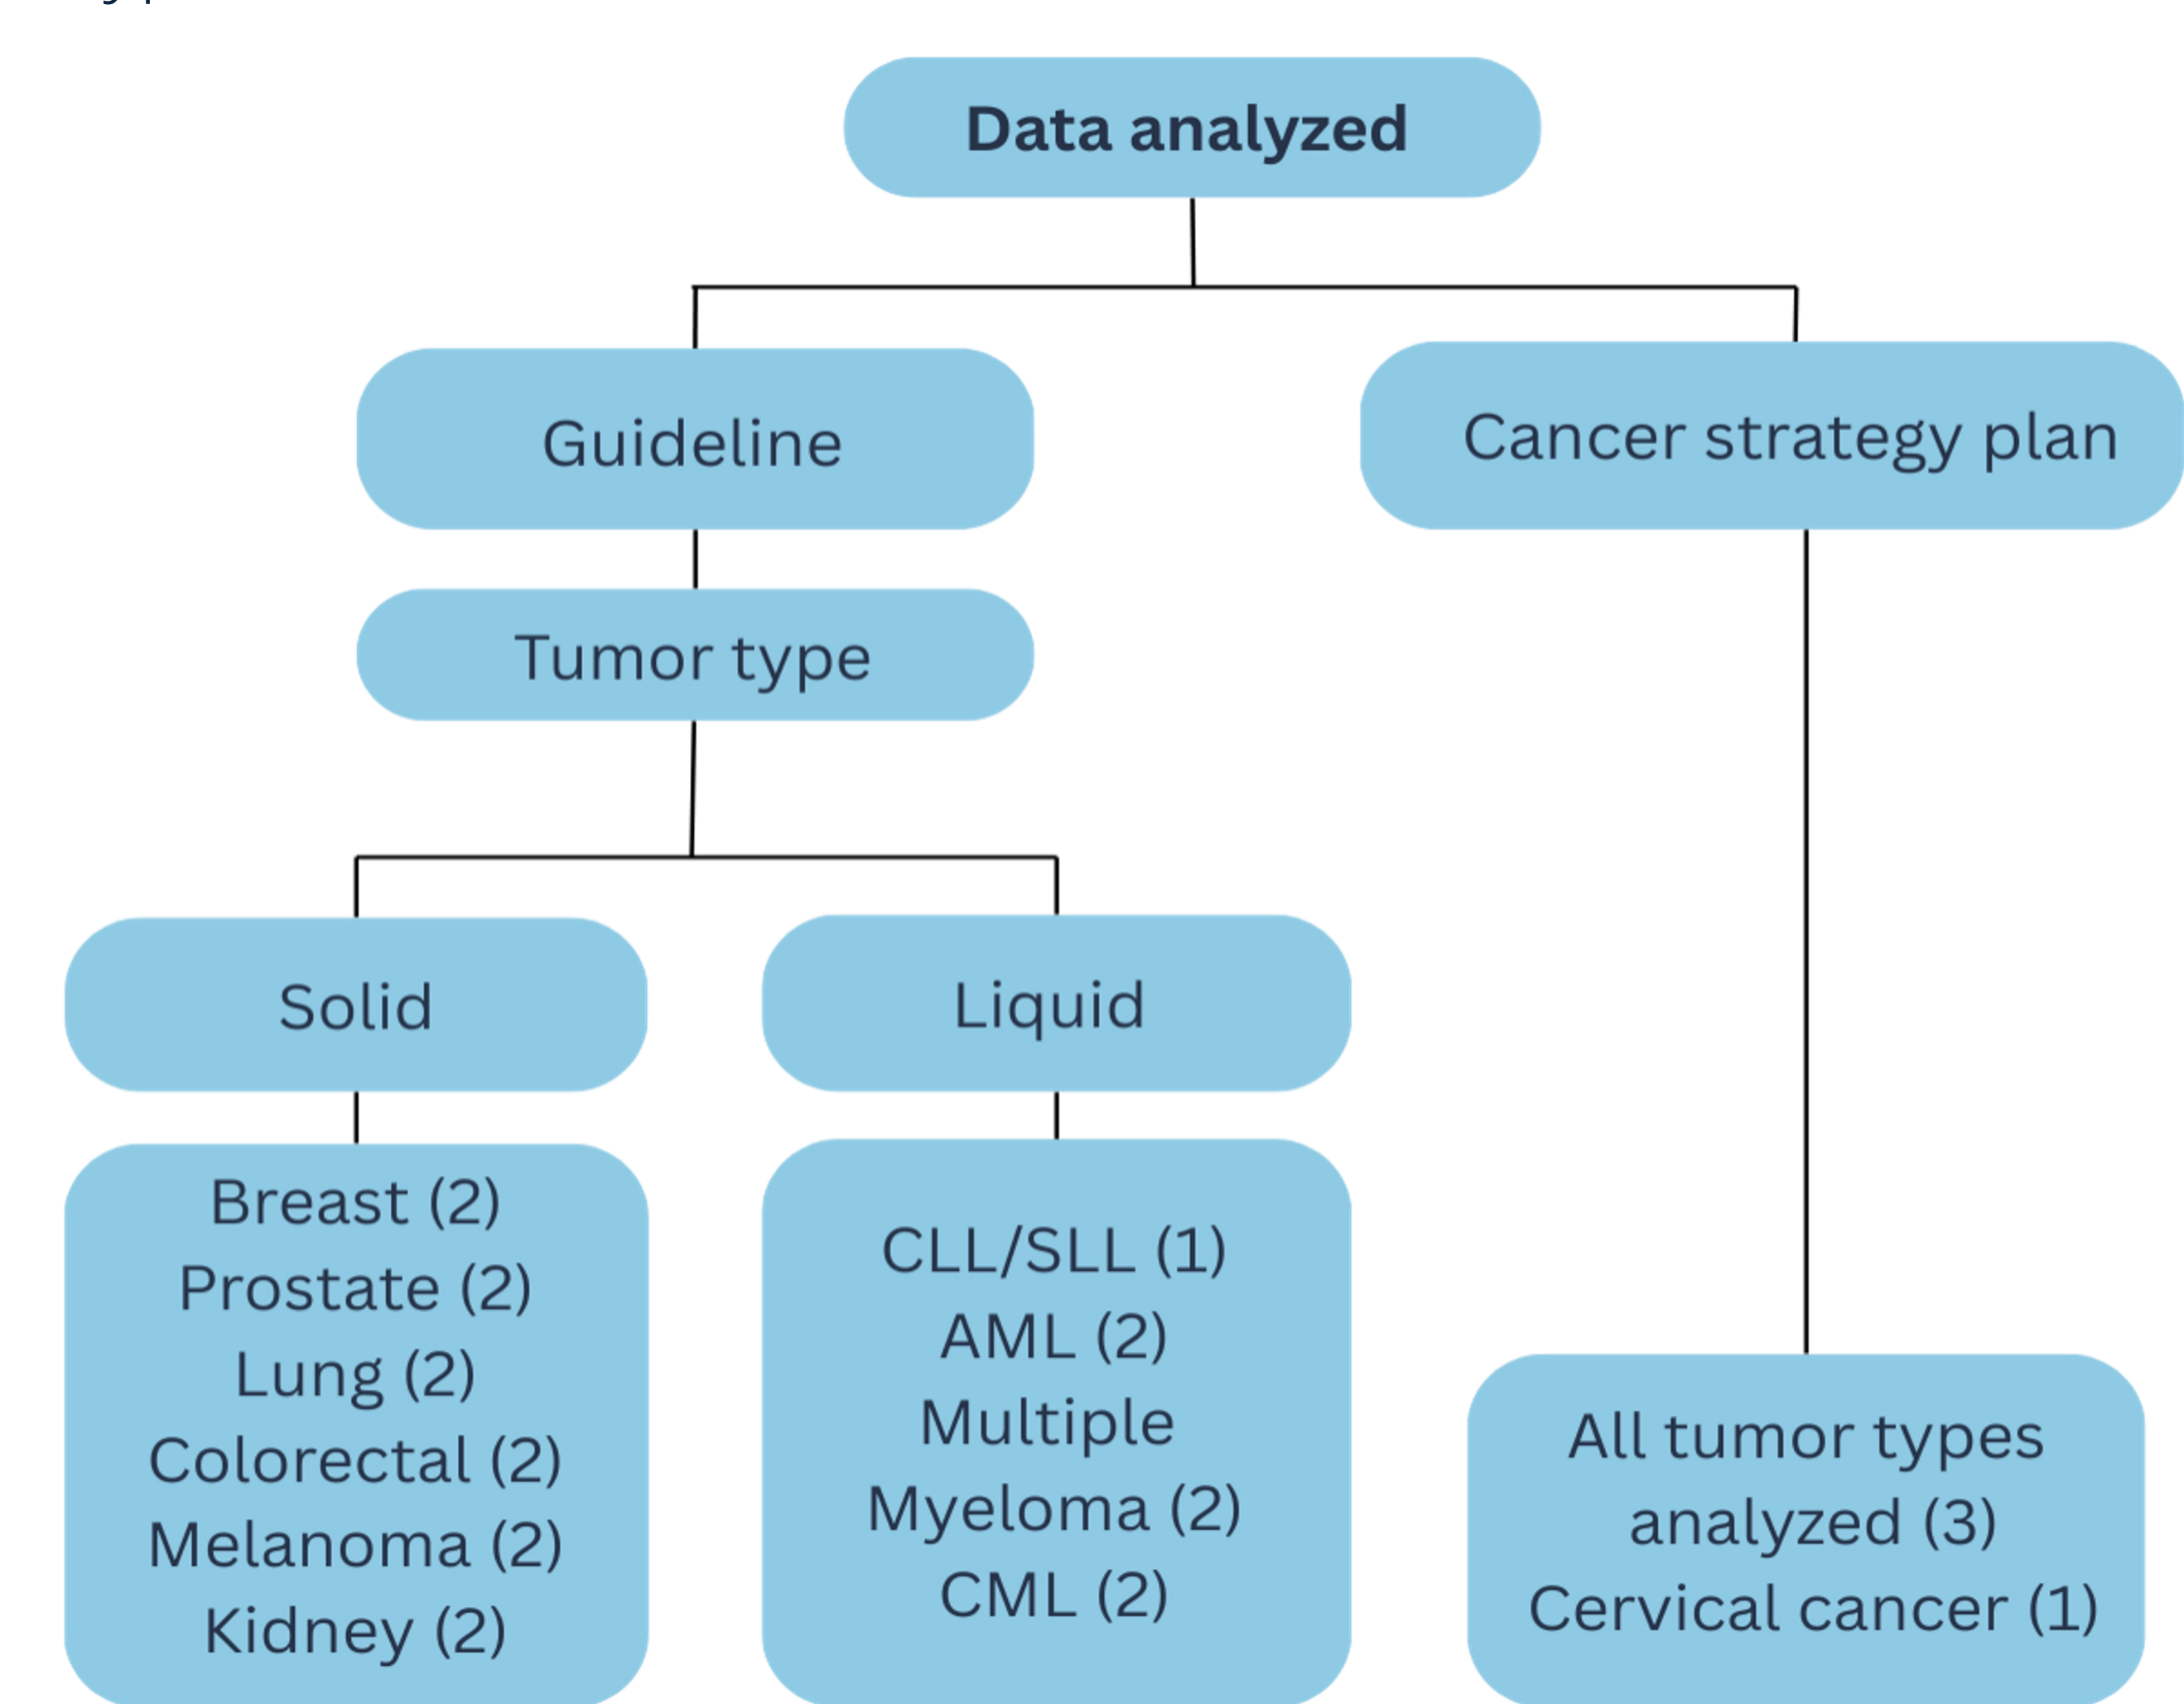 Data analyzed
Guideline
Cancer strategy plan
Tumor type
Solid
Liquid
Breast (2)
Prostate (2)
Lung (2)
Colorectal (2)
Melanoma (2)
Kidney (2)
CLL/SLL (1)
AML (2)
Multiple
Myeloma (2)
CML (2)
All tumor types
analyzed (3)
Cervical cancer (1)